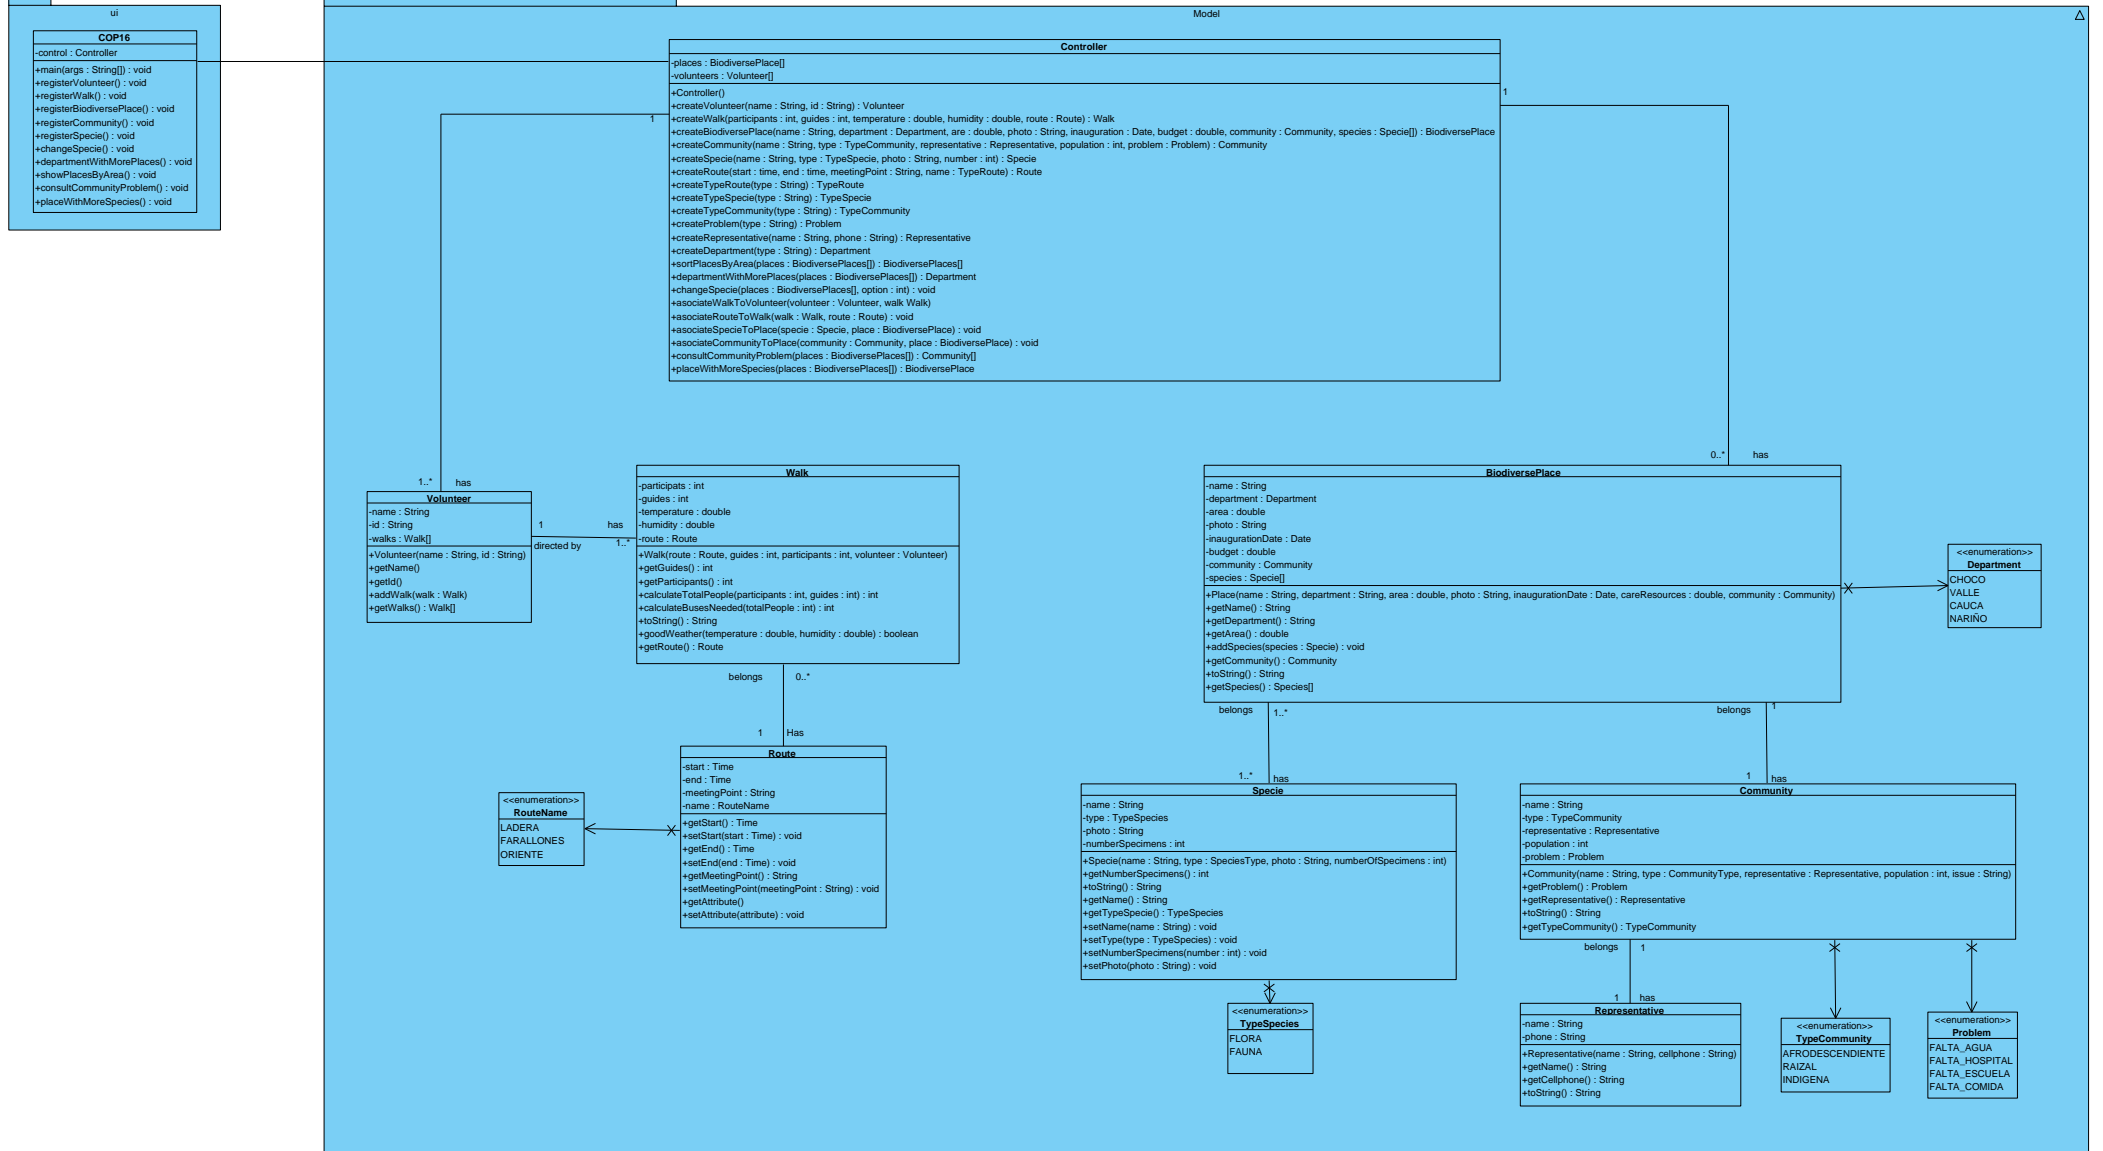 ui
COP16
-control : Controller
+main(args : String[]) : void
+registerVolunteer() : void
+registerWalk() : void
+registerBiodiversePlace() : void
+registerCommunity() : void
+registerSpecie() : void
+changeSpecie() : void
+departmentWithMorePlaces() : void
+showPlacesByArea() : void
+consultCommunityProblem() : void
+placeWithMoreSpecies() : void
Model
Controller
-places : BiodiversePlace[]
-volunteers : Volunteer[]
+Controller()
+createVolunteer(name : String, id : String) : Volunteer
+createWalk(participants : int, guides : int, temperature : double, humidity : double, route : Route) : Walk
+createBiodiversePlace(name : String, department : Department, are : double, photo : String, inauguration : Date, budget : double, community : Community, species : Specie[]) : BiodiversePlace
+createCommunity(name : String, type : TypeCommunity, representative : Representative, population : int, problem : Problem) : Community
+createSpecie(name : String, type : TypeSpecie, photo : String, number : int) : Specie
+createRoute(start : time, end : time, meetingPoint : String, name : TypeRoute) : Route
+createTypeRoute(type : String) : TypeRoute
+createTypeSpecie(type : String) : TypeSpecie
+createTypeCommunity(type : String) : TypeCommunity
+createProblem(type : String) : Problem
+createRepresentative(name : String, phone : String) : Representative
+createDepartment(type : String) : Department
+sortPlacesByArea(places : BiodiversePlaces[]) : BiodiversePlaces[]
+departmentWithMorePlaces(places : BiodiversePlaces[]) : Department
+changeSpecie(places : BiodiversePlaces[], option : int) : void
+asociateWalkToVolunteer(volunteer : Volunteer, walk Walk)
+asociateRouteToWalk(walk : Walk, route : Route) : void
+asociateSpecieToPlace(specie : Specie, place : BiodiversePlace) : void
+asociateCommunityToPlace(community : Community, place : BiodiversePlace) : void
+consultCommunityProblem(places : BiodiversePlaces[]) : Community[]
+placeWithMoreSpecies(places : BiodiversePlaces[]) : BiodiversePlace
1
1
1..*
has
0..*
has
Volunteer
-name : String
-id : String
-walks : Walk[]
+Volunteer(name : String, id : String)
+getName()
+getId()
+addWalk(walk : Walk)
+getWalks() : Walk[]
1
has
directed by
1..*
Walk
-participats : int
-guides : int
-temperature : double
-humidity : double
-route : Route
+Walk(route : Route, guides : int, participants : int, volunteer : Volunteer)
+getGuides() : int
+getParticipants() : int
+calculateTotalPeople(participants : int, guides : int) : int
+calculateBusesNeeded(totalPeople : int) : int
+toString() : String
+goodWeather(temperature : double, humidity : double) : boolean
+getRoute() : Route
belongs
0..*
1
Has
Route
-start : Time
-end : Time
-meetingPoint : String
-name : RouteName
+getStart() : Time
+setStart(start : Time) : void
+getEnd() : Time
+setEnd(end : Time) : void
+getMeetingPoint() : String
+setMeetingPoint(meetingPoint : String) : void
+getAttribute()
+setAttribute(attribute) : void
<<enumeration>>
RouteName
LADERA
FARALLONES
ORIENTE
BiodiversePlace
-name : String
-department : Department
-area : double
-photo : String
-inaugurationDate : Date
-budget : double
-community : Community
-species : Specie[]
+Place(name : String, department : String, area : double, photo : String, inaugurationDate : Date, careResources : double, community : Community)
+getName() : String
+getDepartment() : String
+getArea() : double
+addSpecies(species : Specie) : void
+getCommunity() : Community
+toString() : String
+getSpecies() : Species[]
<<enumeration>>
Department
CHOCO
VALLE
CAUCA
NARIÑO
belongs
1..*
belongs
1
1..*
has
1
has
Specie
-name : String
-type : TypeSpecies
-photo : String
-numberSpecimens : int
+Specie(name : String, type : SpeciesType, photo : String, numberOfSpecimens : int)
+getNumberSpecimens() : int
+toString() : String
+getName() : String
+getTypeSpecie() : TypeSpecies
+setName(name : String) : void
+setType(type : TypeSpecies) : void
+setNumberSpecimens(number : int) : void
+setPhoto(photo : String) : void
<<enumeration>>
TypeSpecies
FLORA
FAUNA
Community
-name : String
-type : TypeCommunity
-representative : Representative
-population : int
-problem : Problem
+Community(name : String, type : CommunityType, representative : Representative, population : int, issue : String)
+getProblem() : Problem
+getRepresentative() : Representative
+toString() : String
+getTypeCommunity() : TypeCommunity
belongs
1
1
has
Representative
-name : String
-phone : String
+Representative(name : String, cellphone : String)
+getName() : String
+getCellphone() : String
+toString() : String
<<enumeration>>
TypeCommunity
AFRODESCENDIENTE
RAIZAL
INDIGENA
<<enumeration>>
Problem
FALTA_AGUA
FALTA_HOSPITAL
FALTA_ESCUELA
FALTA_COMIDA